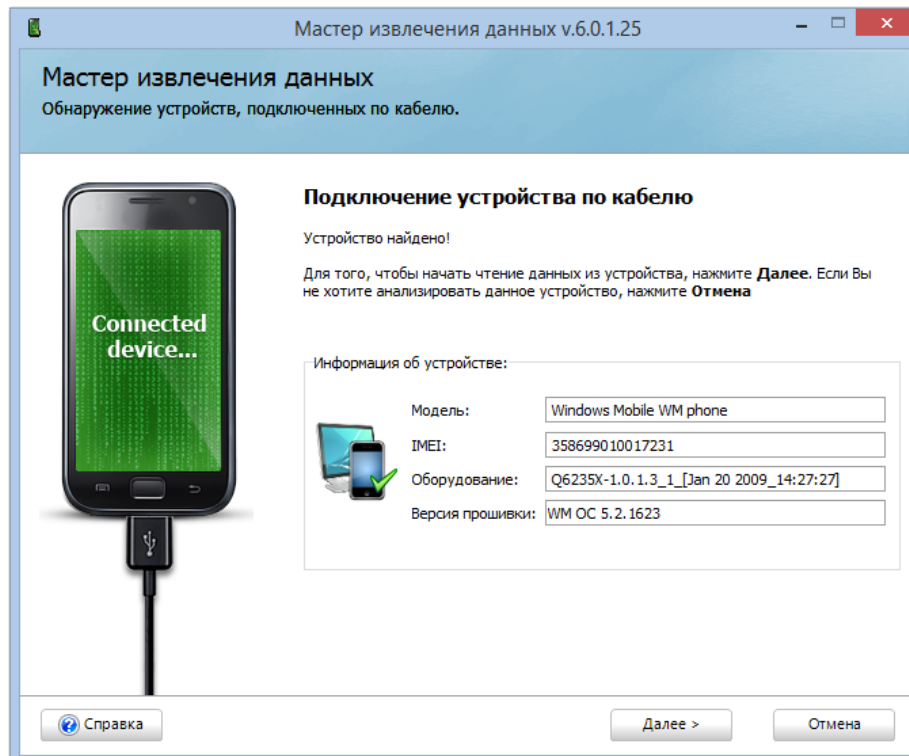 Мастер извлечения данных v.6.0.1.25
Мастер извлечения данных
Обнаружение устройств, подключенных по кабелю.
Connected
device...
Подключение устройства по кабелю
Устройство найдено!
Для того, чтобы начать чтение данных из устройства, нажмите Далее. Если Вы
не хотите анализировать данное устройство, нажмите Отмена
Информация об устройстве:
Модель: Windows Mobile WM phone
IMEI: 358699010017231
Оборудование: Q6235X-1.0.1.3_1_[Jan 20 2009_14:27:27]
Версия прошивки: WM ОС 5.2.1623
Справка Далее > Отмена